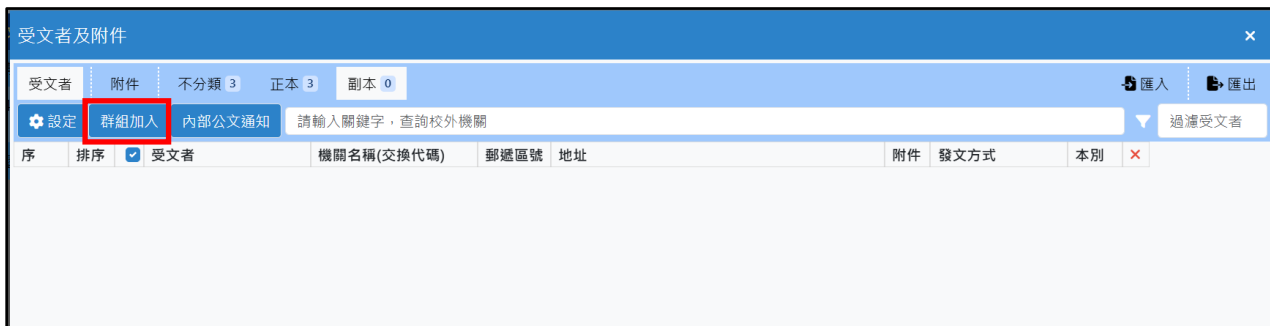 受文者及附件 ×
受文者 附件 不分類 3 正本 3 副本 0 匯入 匯出
設定 群組加入 內部公文通知 請輸入關鍵字，查詢校外機關 過濾受文者
序 排序 受文者 機關名稱(交換代碼) 郵遞區號 地址 附件 發文方式 本別 ×